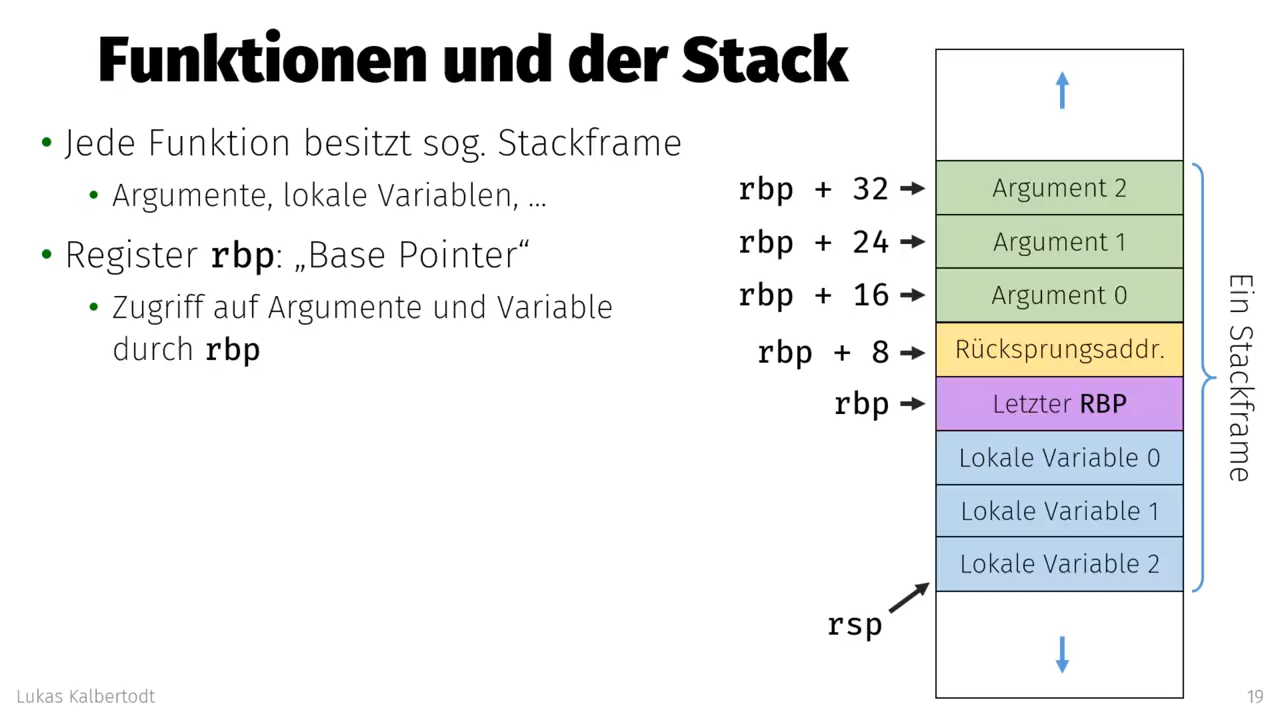 Funktionen und der Stack
• Jede Funktion besitzt sog. Stackframe
• Argumente, lokale Variablen, ...
• Register rbp: „Base Pointer“
• Zugriff auf Argumente und Variable
durch rbp
rbp + 32
Argument 2
rbp + 24
Argument 1
rbp + 16
Argument 0
rbp + 8
Rücksprungsaddr.
rbp
Letzter RBP
Lokale Variable 0
Lokale Variable 1
Lokale Variable 2
rsp
Ein Stackframe
Lukas Kalbertodt
19